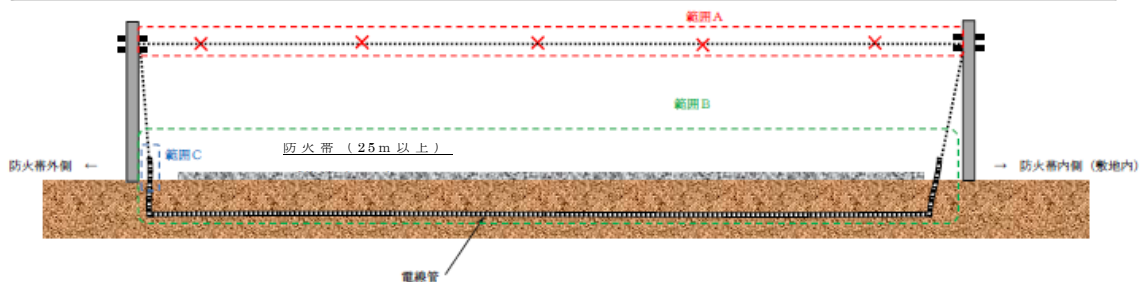 範囲A
範囲B
防火帯（25m以上）
範囲C
防火帯外側 ←
→ 防火帯内側（敷地内）
電線管